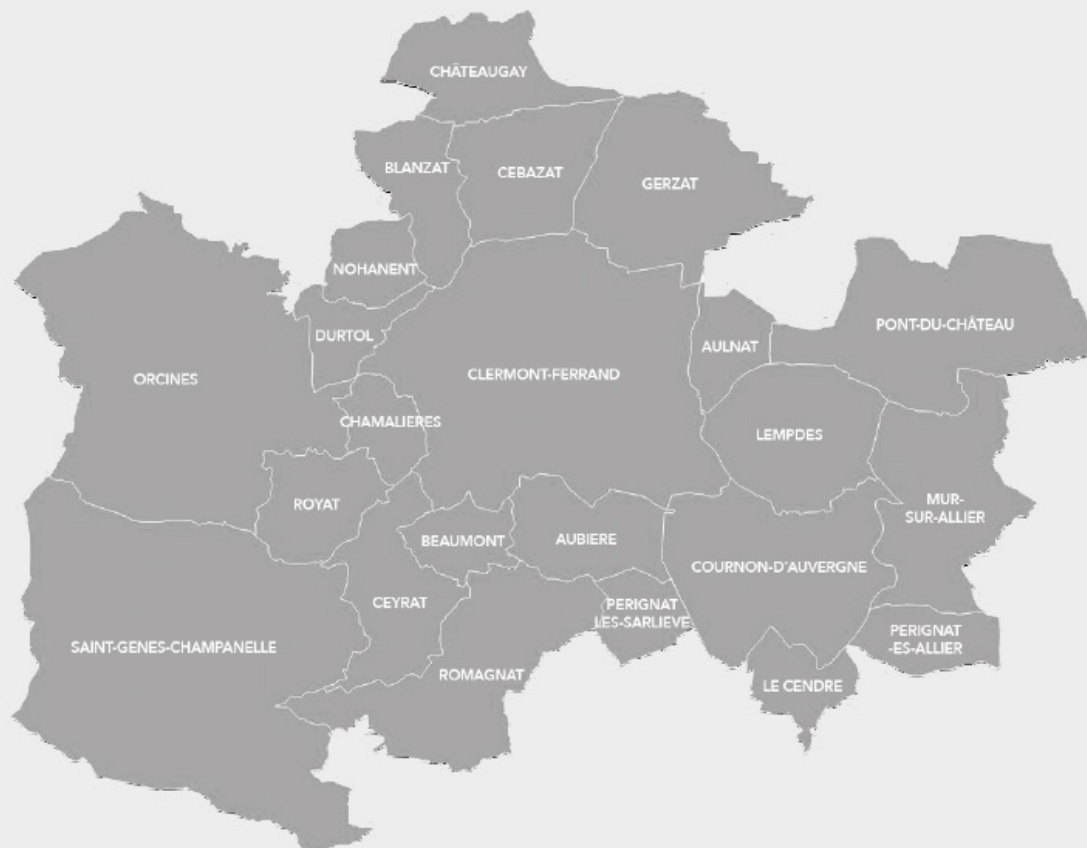 CHÂTEAUGAY
BLANZAT
CEBAZAT
GERZAT
NOHANENT
DURTOL
PONT-DU-CHÂTEAU
AULNAT
ORCINES
CLERMONT-FERRAND
CHAMALIERES
LEMPDES
ROYAT
MUR-
SUR-ALLIER
BEAUMONT
AUBIERE
COURNON-D'AUVERGNE
CEYRAT
PERIGNAT
LES-SARLIEVE
PERIGNAT
-ES-ALLIER
SAINT-GENES-CHAMPANELLE
ROMAGNAT
LE CENDRE